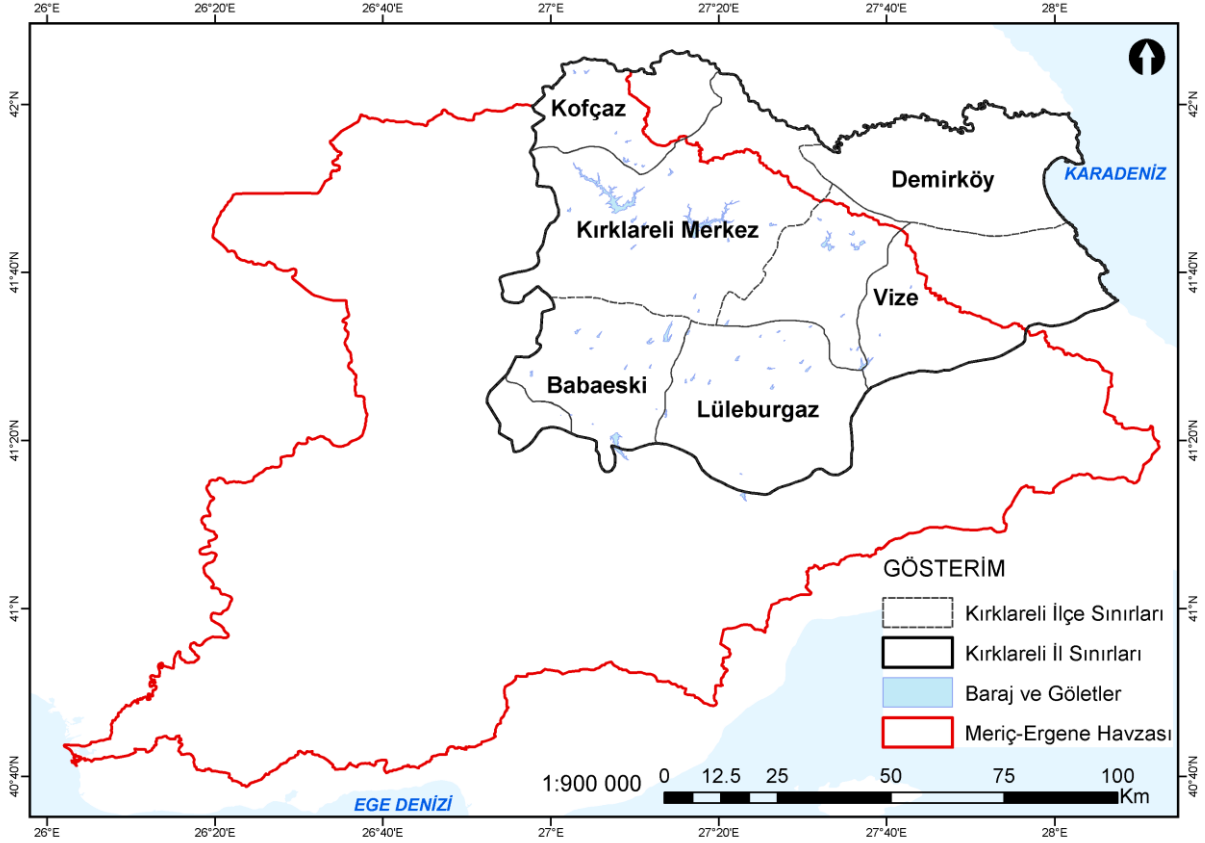 26°E 26°20'E 26°40'E 27°E 27°20'E 27°40'E 28°E
42°N 42°N
Kofçaz
KARADENİZ
Demirköy
Kırklareli Merkez
41°40'N 41°40'N
Vize
Babaeski
Lüleburgaz
41°20'N 41°20'N
GÖSTERİM
41°N 41°N
Kırklareli İlçe Sınırları
Kırklareli İl Sınırları
Baraj ve Göletler
Meriç-Ergene Havzası
40°40'N 40°40'N
1:900 000 0 12.5 25 50 75 100
Km
EGE DENİZİ
26°E 26°20'E 26°40'E 27°E 27°20'E 27°40'E 28°E